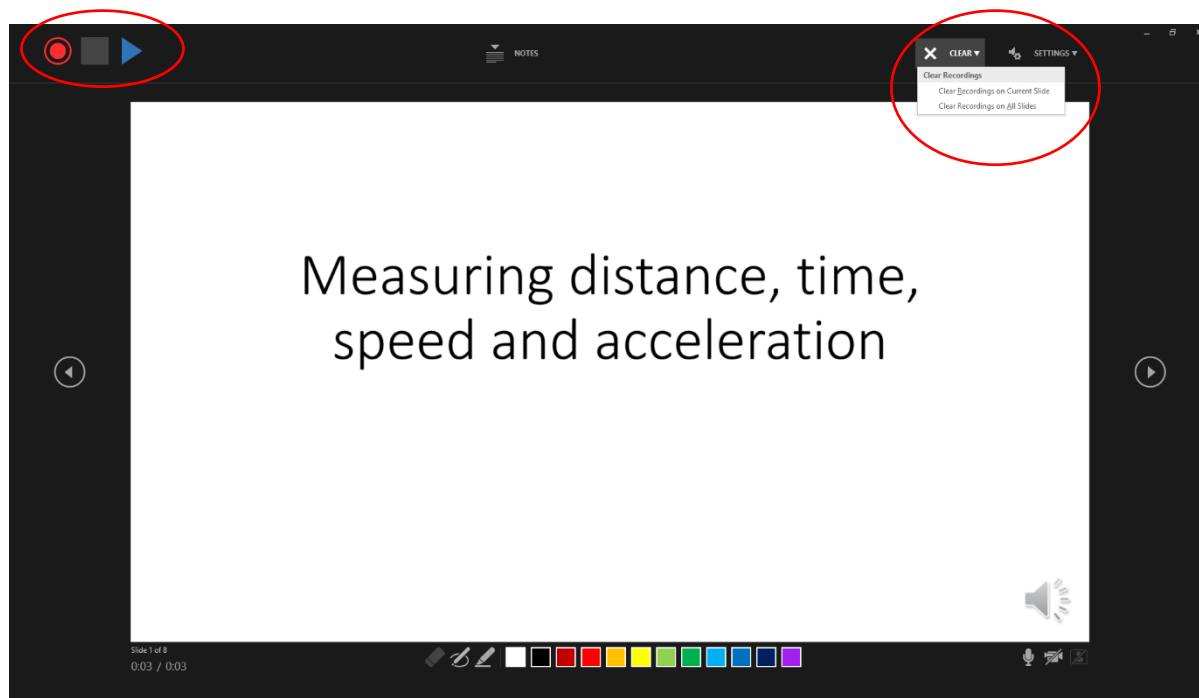 NOTES
CLEAR ▾
SETTINGS ▾
Clear Recordings
Clear Recordings on Current Slide
Clear Recordings on All Slides
Measuring distance, time,
speed and acceleration
Slide 1 of 8
0:03 / 0:03